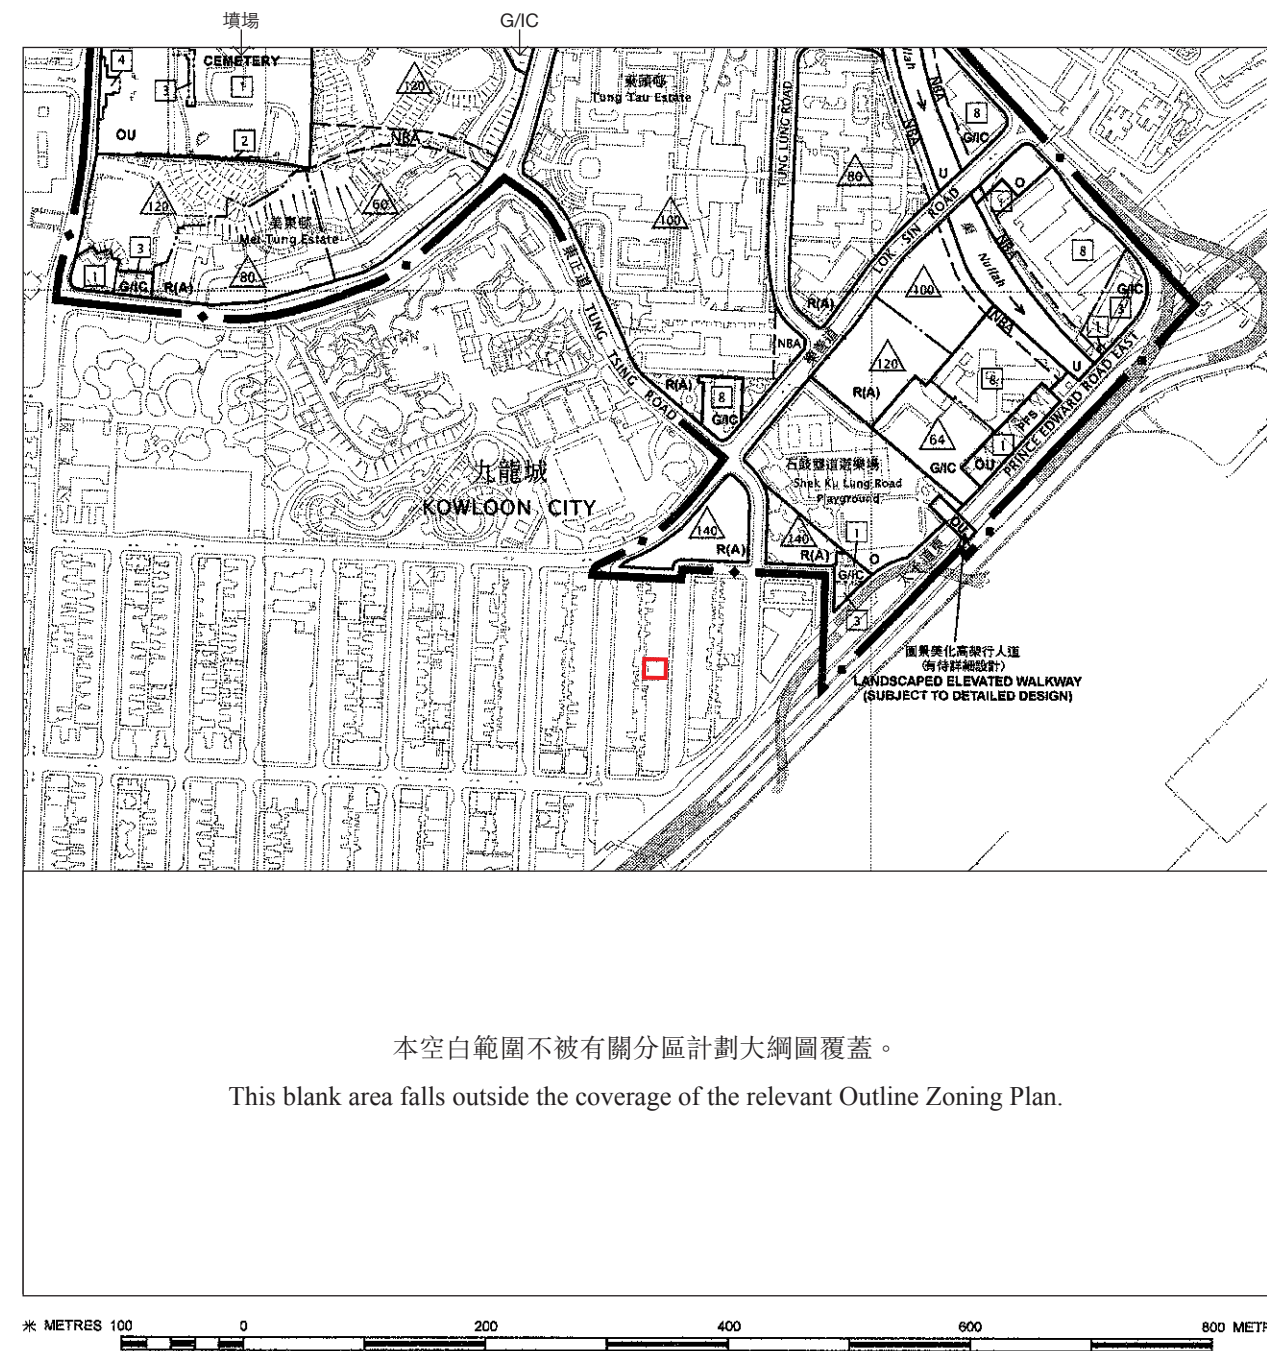 墳場
G/IC
CEMETERY
4
3
1
OU
2
120
NBA
東頭邨
Tung Tau Estate
TUNG LUNG ROAD
Nullah
NBA
NBA
8
G/IC
80
120
美東邨
Mei Tung Estate
60
100
3
1
G/IC
R(A)
80
東正道 TUNG TSING ROAD
LOK SIN ROAD
U
O
NBA
Nullah
8
G/IC
3
1
100
R(A)
NBA
NBA
120
R(A)
8
U
PPS
PRINCE EDWARD ROAD EAST
R(A)
8
G/IC
64
G/IC
OU
1
九龍城
KOWLOON CITY
石鼓壟道遊樂場
Shek Ku Lung Road
Playground
OU
140
R(A)
140
R(A)
1
O
G/IC
3
園景美化高架行人道
(有待詳細設計)
LANDSCAPED ELEVATED WALKWAY
(SUBJECT TO DETAILED DESIGN)
本空白範圍不被有關分區計劃大綱圖覆蓋。
This blank area falls outside the coverage of the relevant Outline Zoning Plan.
米 METRES 100 0 200 400 600 800 METR